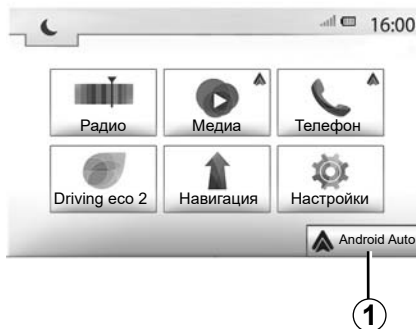 16:00
Радио
Медиа
Телефон
Driving eco 2
Навигация
Настройки
Android Auto
1